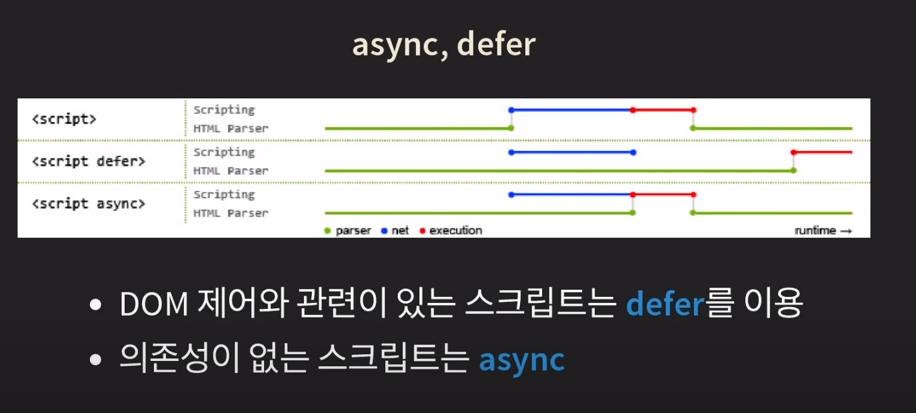 async, defer
<script> Scripting
HTML Parser
<script defer> Scripting
HTML Parser
<script async> Scripting
HTML Parser
parser net execution runtime →
• DOM 제어와 관련이 있는 스크립트는 defer를 이용
• 의존성이 없는 스크립트는 async